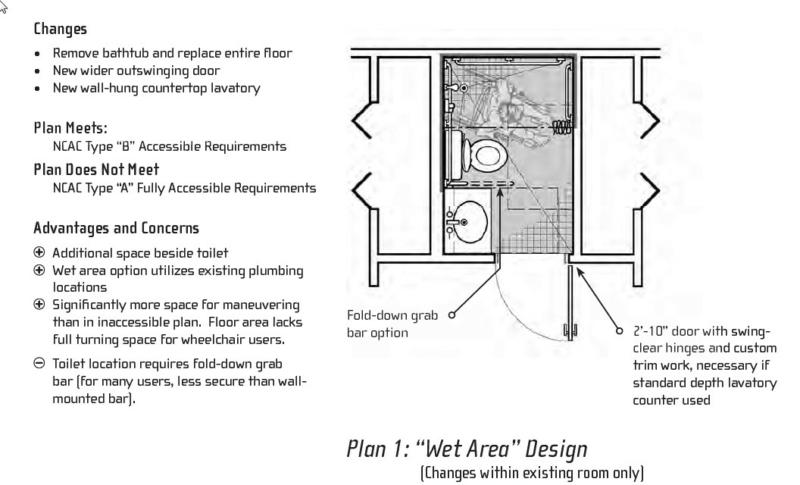 Changes
• Remove bathtub and replace entire floor
• New wider outswinging door
• New wall-hung countertop lavatory
Plan Meets:
NCAC Type "B" Accessible Requirements
Plan Does Not Meet
NCAC Type "A" Fully Accessible Requirements
Advantages and Concerns
⊕ Additional space beside toilet
⊕ Wet area option utilizes existing plumbing
locations
⊕ Significantly more space for maneuvering
than in inaccessible plan. Floor area lacks
full turning space for wheelchair users.
⊖ Toilet location requires fold-down grab
bar (for many users, less secure than wall-
mounted bar).
Fold-down grab
bar option
2'-10" door with swing-
clear hinges and custom
trim work, necessary if
standard depth lavatory
counter used
Plan 1: "Wet Area" Design
(Changes within existing room only)